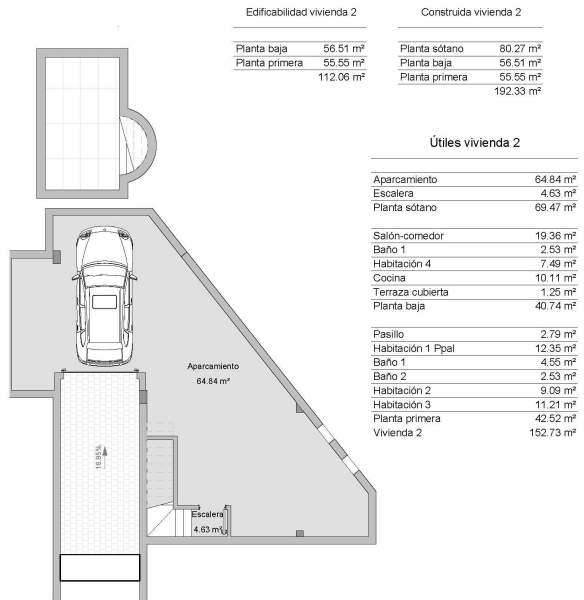 Edificabilidad vivienda 2
Planta baja 56.51 m²
Planta primera 55.55 m²
112.06 m²
Construida vivienda 2
Planta sótano 80.27 m²
Planta baja 56.51 m²
Planta primera 55.55 m²
192.33 m²
Útiles vivienda 2
Aparcamiento 64.84 m²
Escalera 4.63 m²
Planta sótano 69.47 m²
Salón-comedor 19.36 m²
Baño 1 2.53 m²
Habitación 4 7.49 m²
Cocina 10.11 m²
Terraza cubierta 1.25 m²
Planta baja 40.74 m²
Pasillo 2.79 m²
Habitación 1 Ppal 12.35 m²
Baño 1 4.55 m²
Baño 2 2.53 m²
Habitación 2 9.09 m²
Habitación 3 11.21 m²
Planta primera 42.52 m²
Vivienda 2 152.73 m²
Aparcamiento
64.84 m²
16.95%
Escalera
4.63 m²